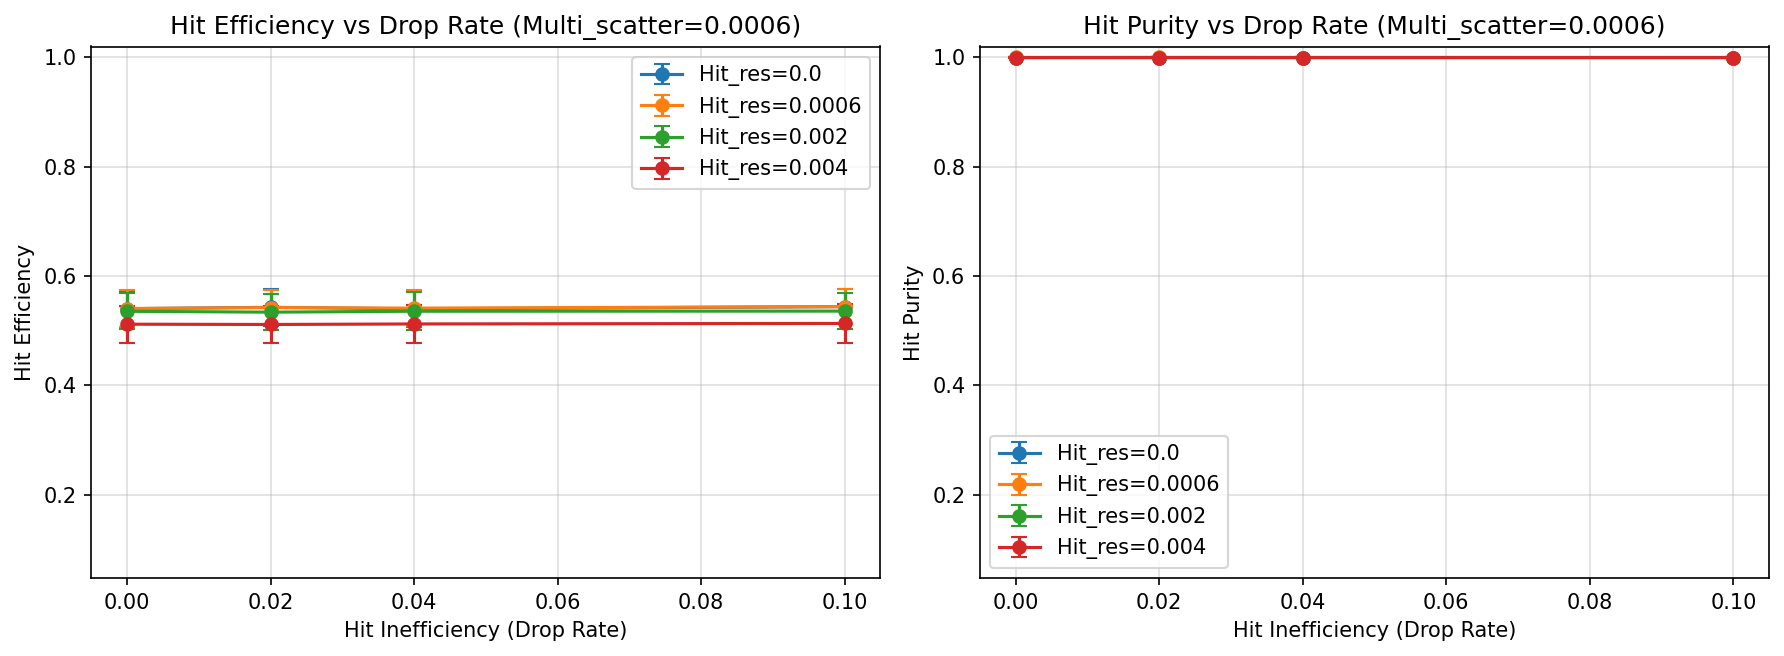 Hit Efficiency vs Drop Rate (Multi_scatter=0.0006)
1.0
0.8
0.6
0.4
0.2
Hit Efficiency
Hit_res=0.0
Hit_res=0.0006
Hit_res=0.002
Hit_res=0.004
0.00 0.02 0.04 0.06 0.08 0.10
Hit Inefficiency (Drop Rate)
Hit Purity vs Drop Rate (Multi_scatter=0.0006)
1.0
0.8
0.6
0.4
0.2
Hit Purity
Hit_res=0.0
Hit_res=0.0006
Hit_res=0.002
Hit_res=0.004
0.00 0.02 0.04 0.06 0.08 0.10
Hit Inefficiency (Drop Rate)